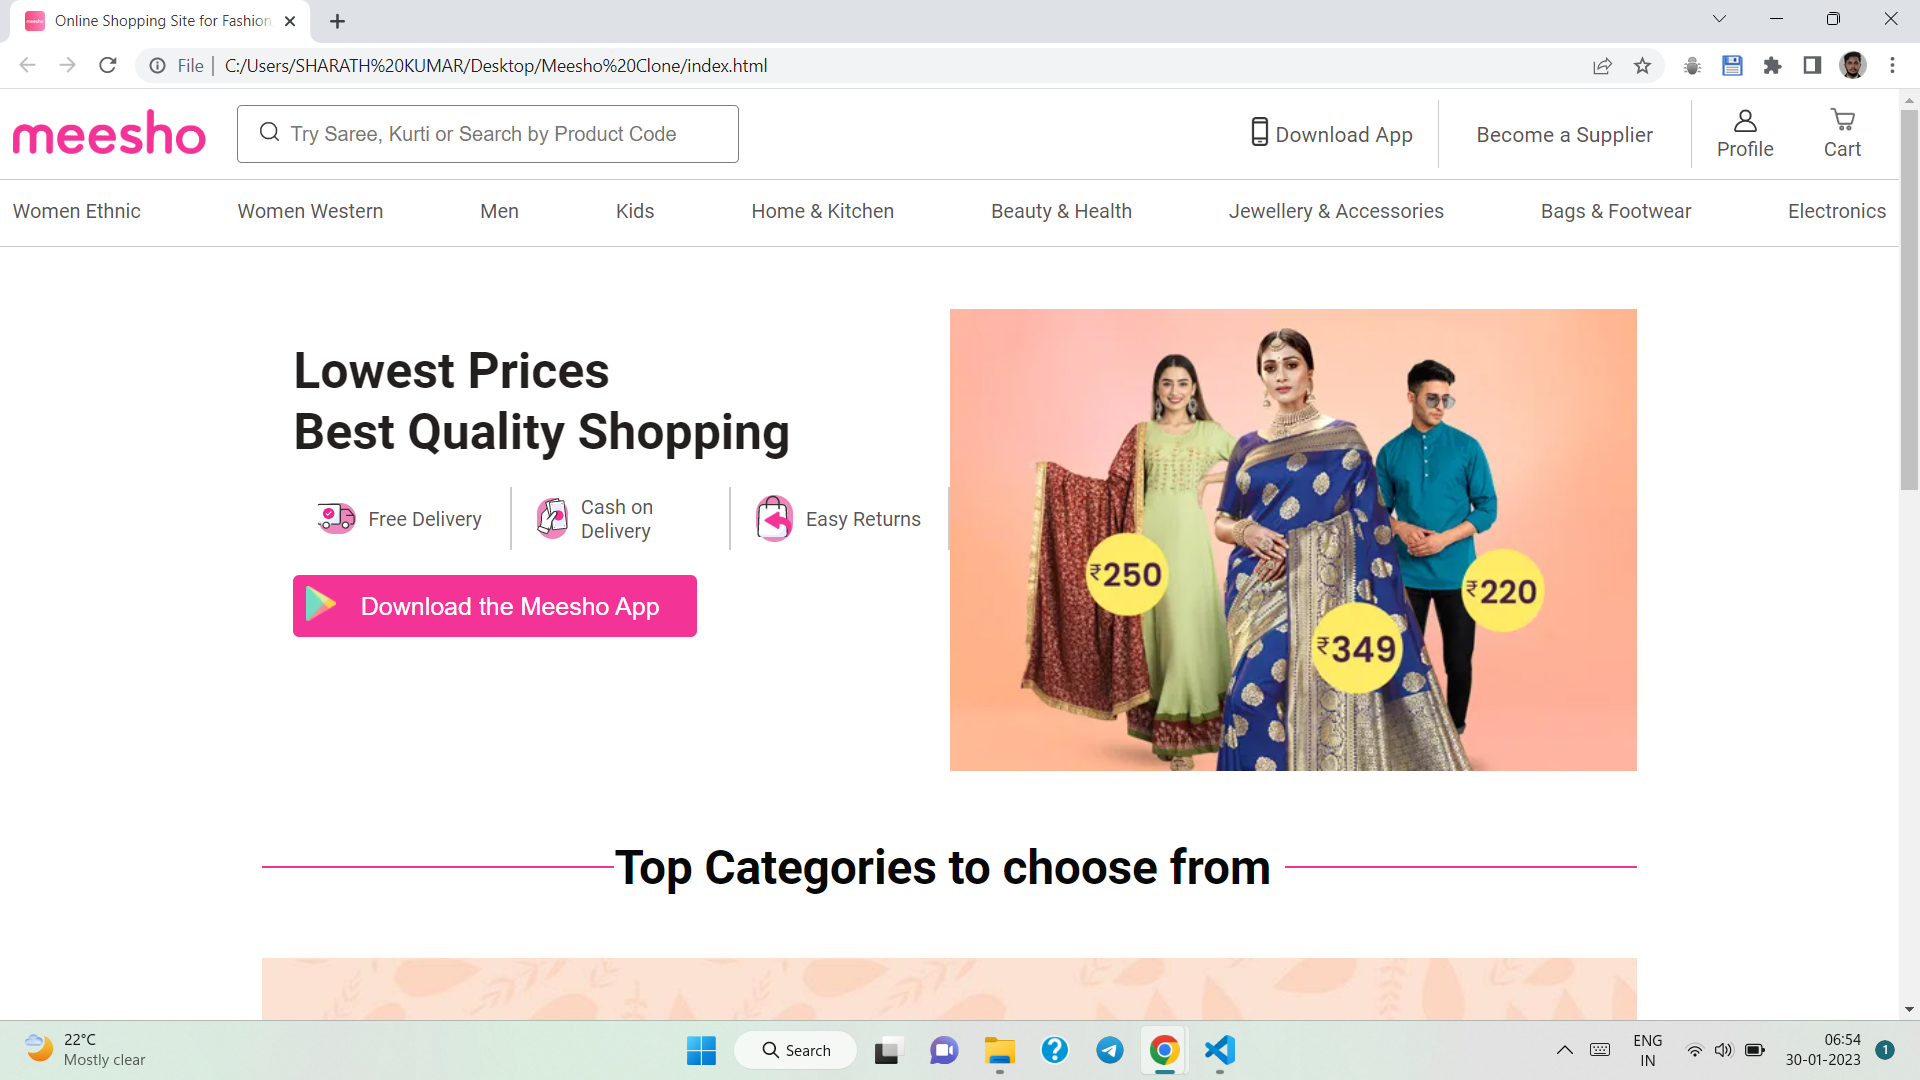 meesho
Online Shopping Site for Fashion
File
C:/Users/SHARATH%20KUMAR/Desktop/Meesho%20Clone/index.html
meesho
Try Saree, Kurti or Search by Product Code
Download App
Become a Supplier
Profile
Cart
Women Ethnic
Women Western
Men
Kids
Home & Kitchen
Beauty & Health
Jewellery & Accessories
Bags & Footwear
Electronics
Lowest Prices
Best Quality Shopping
Free Delivery
Cash on
Delivery
Easy Returns
Download the Meesho App
₹250
₹349
₹220
Top Categories to choose from
22°C
Mostly clear
Search
ENG
IN
06:54
30-01-2023
1